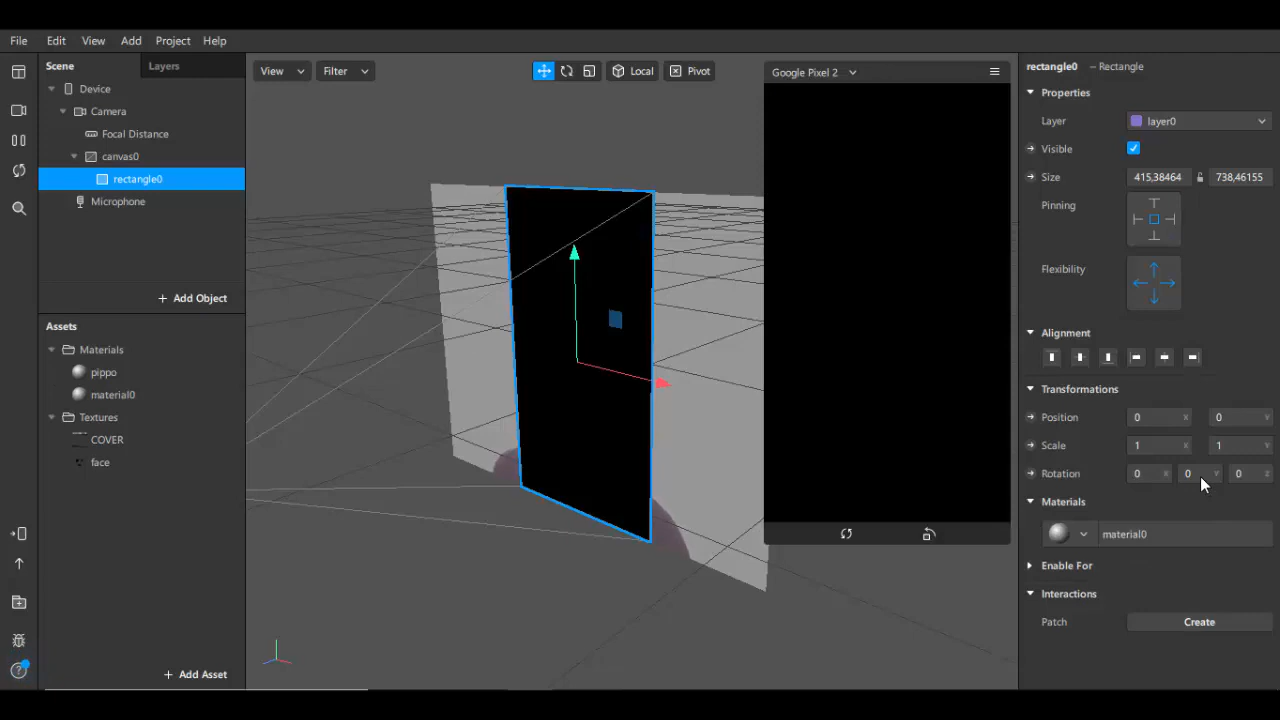 File Edit View Add Project Help
Scene Layers
Device
Camera
Focal Distance
canvas0
rectangle0
Microphone
+ Add Object
Assets
Materials
pippo
material0
Textures
COVER
face
+ Add Asset
View Filter Local Pivot
Google Pixel 2
rectangle0 – Rectangle
Properties
Layer layer0
Visible
Size 415,38464 738,46155
Pinning
Flexibility
Alignment
Transformations
Position 0 X 0 Y
Scale 1 X 1 Y
Rotation 0 X 0 Y 0 Z
Materials
material0
Enable For
Interactions
Patch Create